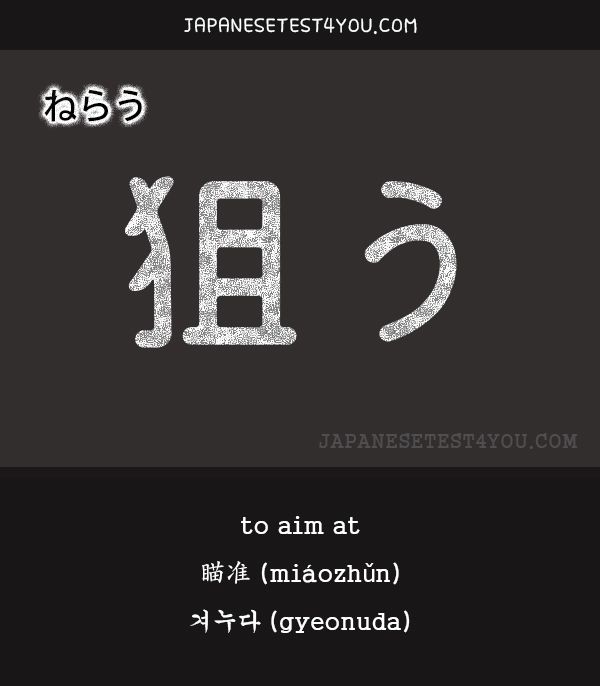 JAPANESETEST4YOU.COM
ねらう
狙う
JAPANESETEST4YOU.COM
to aim at
瞄准 (miáozhǔn)
겨누다 (gyeonuda)